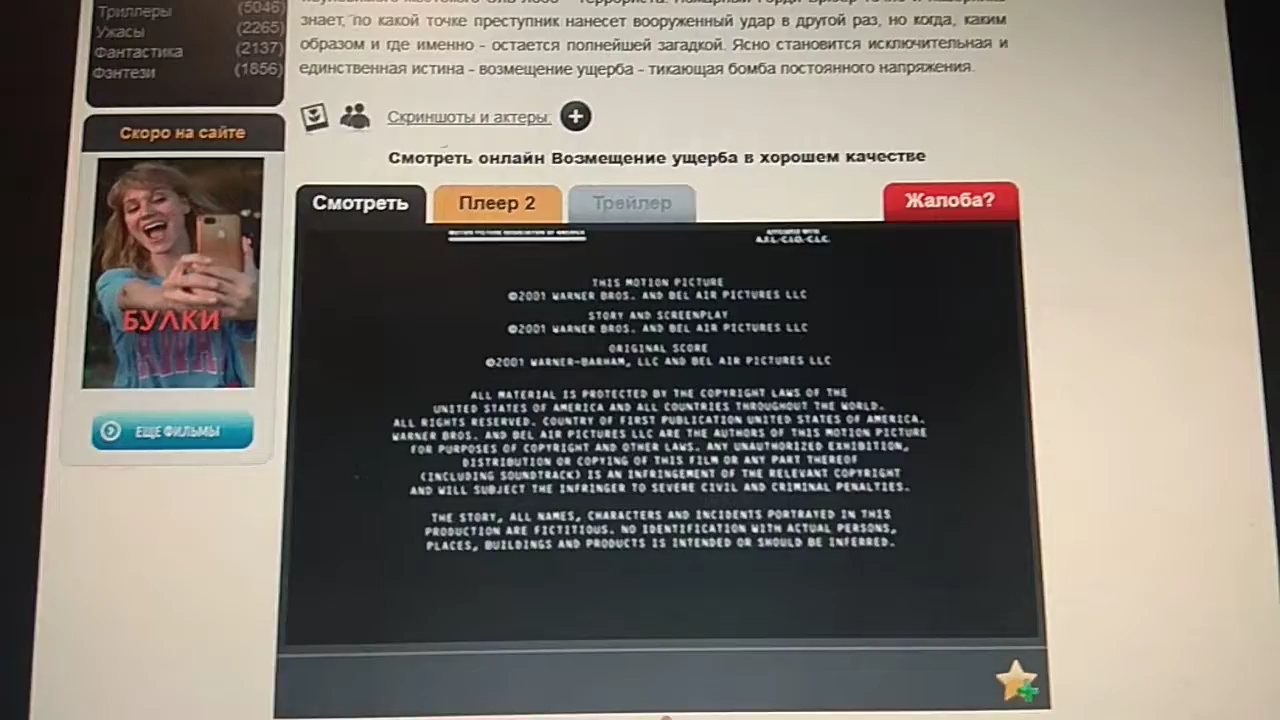 Триллеры (5046)
Ужасы (2265)
Фантастика (2137)
Фэнтези (1856)
знает, по какой точке преступник нанесет вооруженный удар в другой раз, но когда, каким
образом и где именно - остается полнейшей загадкой. Ясно становится исключительная и
единственная истина - возмещение ущерба - тикающая бомба постоянного напряжения.
Скриншоты и актеры:
Скоро на сайте
БУЛКИ
ЕЩЕ ФИЛЬМЫ
Смотреть онлайн Возмещение ущерба в хорошем качестве
Смотреть
Плеер 2
Трейлер
Жалоба?
MOTION PICTURE ASSOCIATION OF AMERICA
AFFILIATED WITH
A.F.L.-C.I.O.-C.L.C.
THIS MOTION PICTURE
©2001 WARNER BROS. AND BEL AIR PICTURES LLC
STORY AND SCREENPLAY
©2001 WARNER BROS. AND BEL AIR PICTURES LLC
ORIGINAL SCORE
©2001 WARNER-BARHAM, LLC AND BEL AIR PICTURES LLC
ALL MATERIAL IS PROTECTED BY THE COPYRIGHT LAWS OF THE
UNITED STATES OF AMERICA AND ALL COUNTRIES THROUGHOUT THE WORLD.
ALL RIGHTS RESERVED. COUNTRY OF FIRST PUBLICATION UNITED STATES OF AMERICA.
WARNER BROS. AND BEL AIR PICTURES LLC ARE THE AUTHORS OF THIS MOTION PICTURE
FOR PURPOSES OF COPYRIGHT AND OTHER LAWS. ANY UNAUTHORIZED EXHIBITION,
DISTRIBUTION OR COPYING OF THIS FILM OR ANY PART THEREOF
(INCLUDING SOUNDTRACK) IS AN INFRINGEMENT OF THE RELEVANT COPYRIGHT
AND WILL SUBJECT THE INFRINGER TO SEVERE CIVIL AND CRIMINAL PENALTIES.
THE STORY, ALL NAMES, CHARACTERS AND INCIDENTS PORTRAYED IN THIS
PRODUCTION ARE FICTITIOUS. NO IDENTIFICATION WITH ACTUAL PERSONS,
PLACES, BUILDINGS AND PRODUCTS IS INTENDED OR SHOULD BE INFERRED.